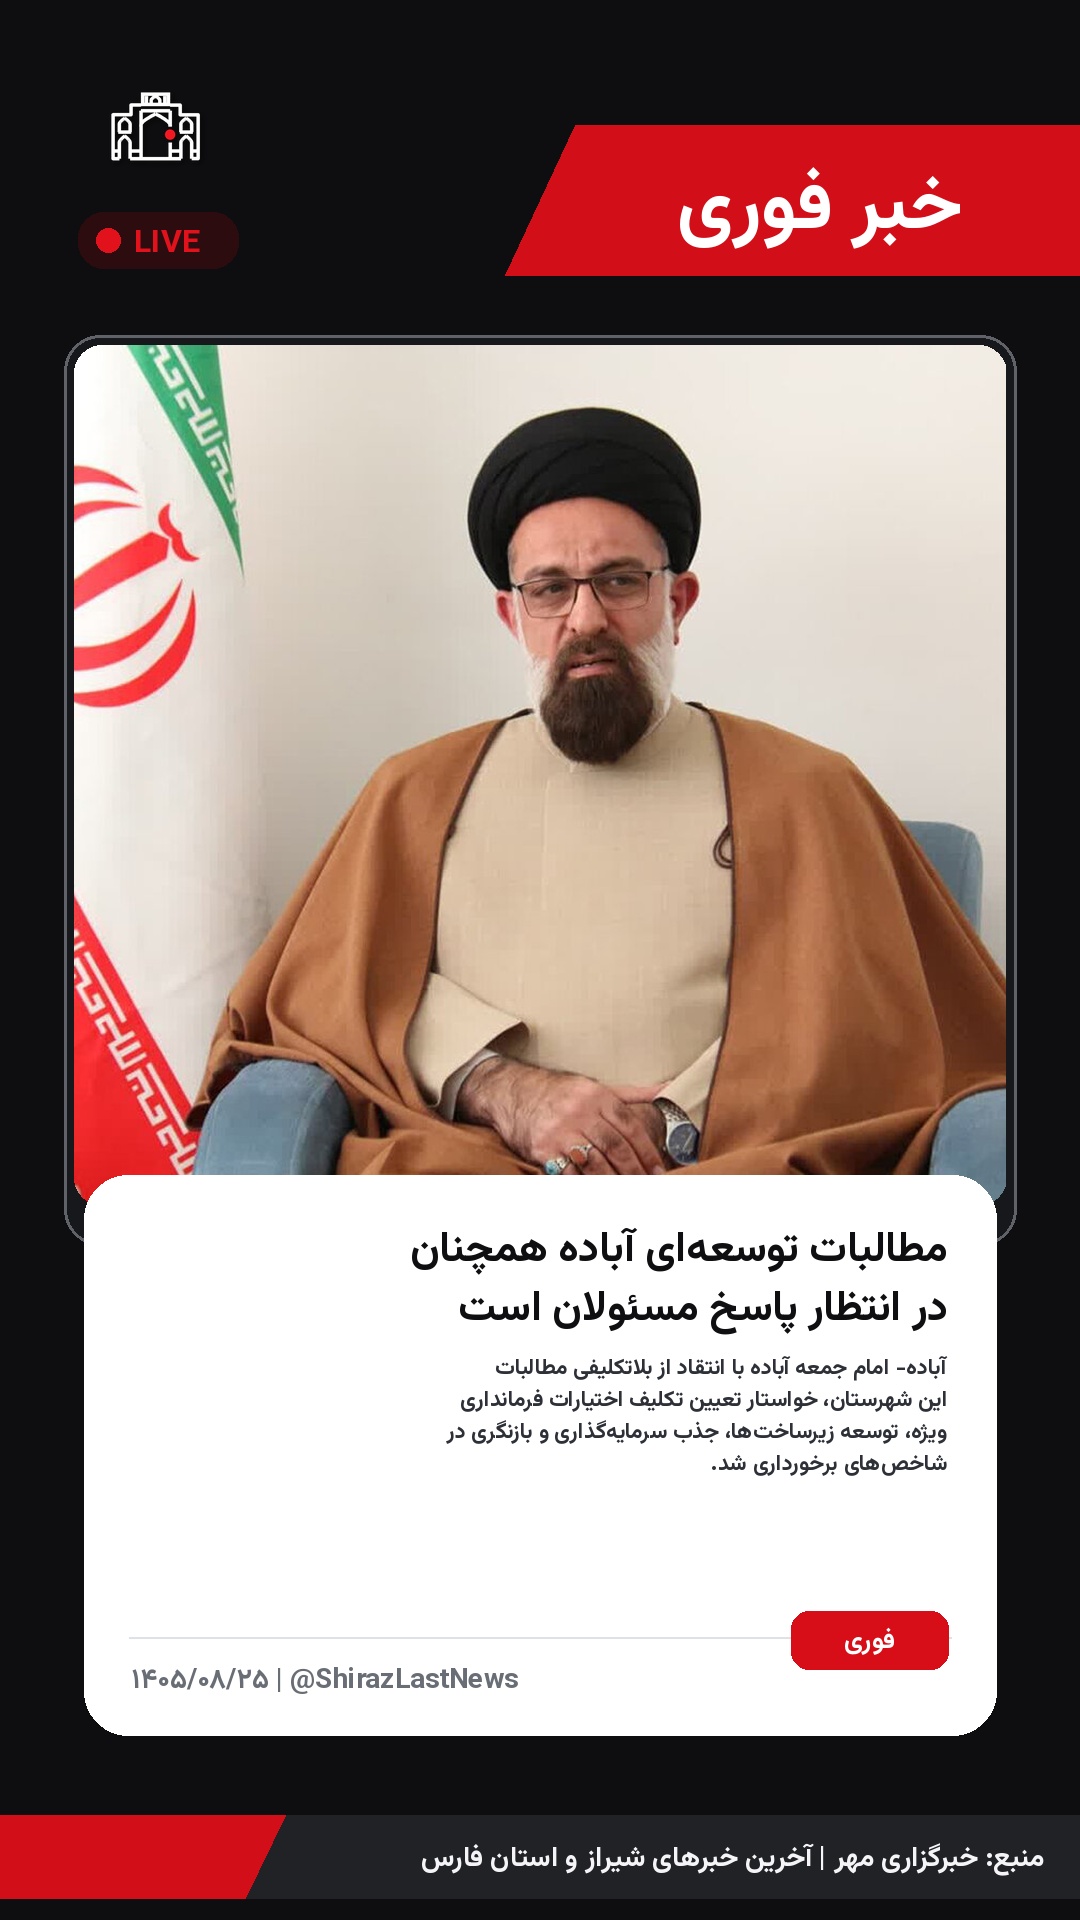 خبر فوری
LIVE
مطالبات توسعه‌ای آباده همچنان
در انتظار پاسخ مسئولان است
آباده- امام جمعه آباده با انتقاد از بلاتکلیفی مطالبات
این شهرستان، خواستار تعیین تکلیف اختیارات فرمانداری
ویژه، توسعه زیرساخت‌ها، جذب سرمایه‌گذاری و بازنگری در
شاخص‌های برخورداری شد.
فوری
۱۴۰۵/۰۸/۲۵ | @ShirazLastNews
منبع: خبرگزاری مهر | آخرین خبرهای شیراز و استان فارس